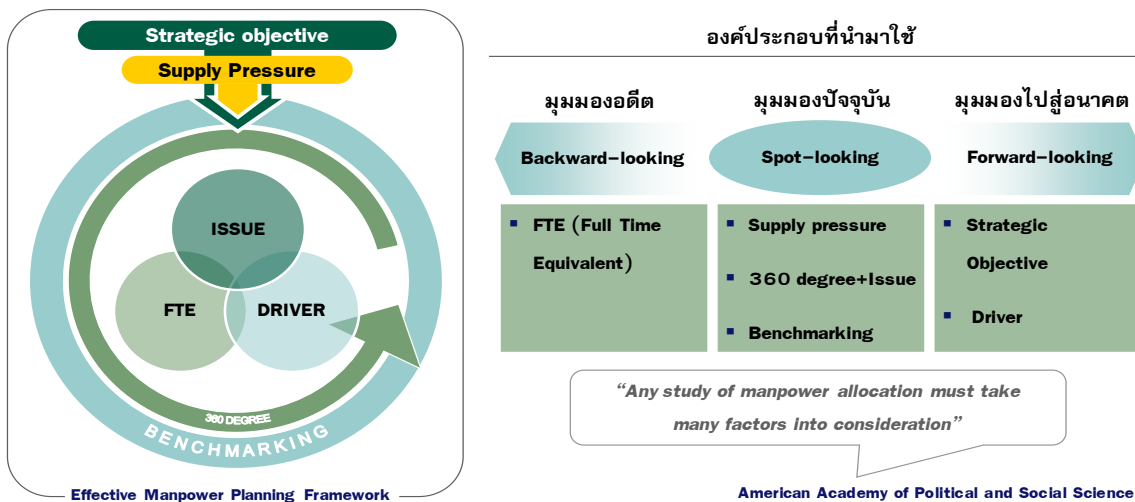 Strategic objective
Supply Pressure
ISSUE
FTE
DRIVER
360 DEGREE
BENCHMARKING
Effective Manpower Planning Framework
องค์ประกอบที่นำมาใช้
มุมมองอดีต
มุมมองปัจจุบัน
มุมมองไปสู่อนาคต
Backward-looking
Spot-looking
Forward-looking
▪ FTE (Full Time
Equivalent)
▪ Supply pressure
▪ 360 degree+Issue
▪ Benchmarking
▪ Strategic
Objective
▪ Driver
“Any study of manpower allocation must take
many factors into consideration”
American Academy of Political and Social Science